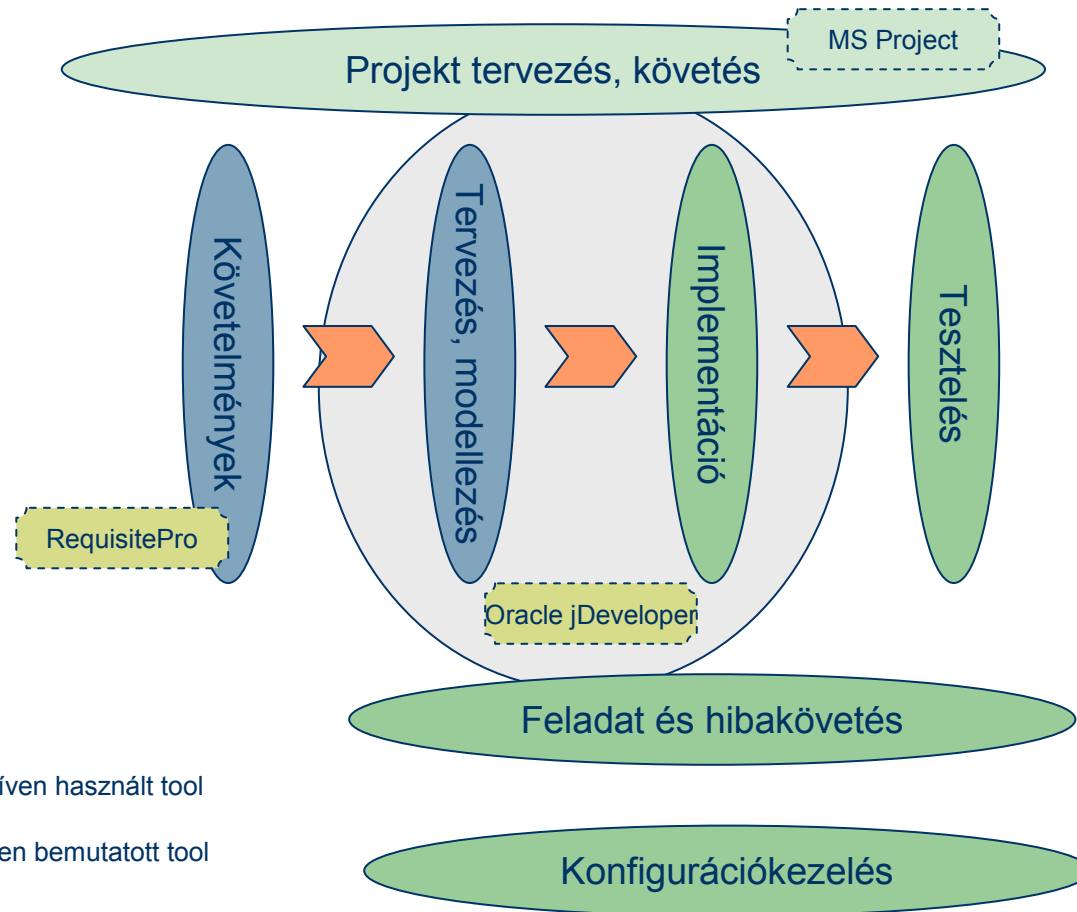 MS Project
Projekt tervezés, követés
Követelmények
Tervezés, modellezés
Implementáció
Tesztelés
RequisitePro
Oracle jDeveloper
Feladat és hibakövetés
íven használt tool
en bemutatott tool
Konfigurációkezelés